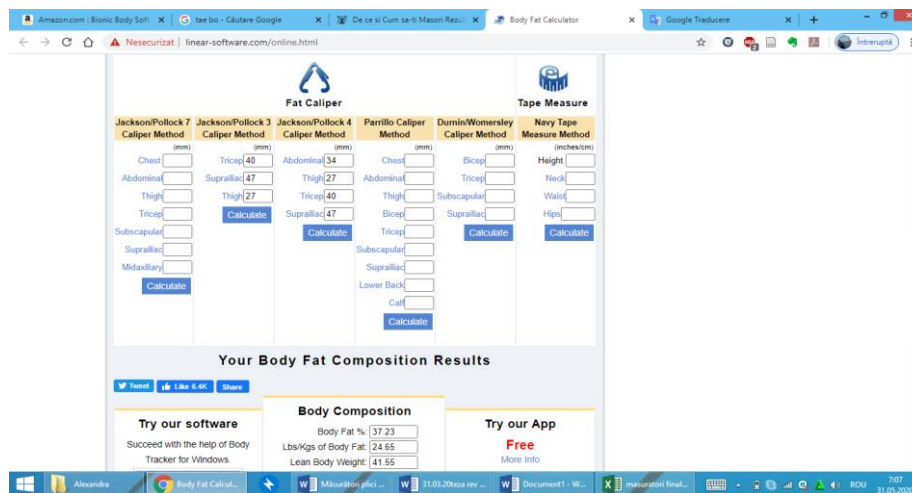 Amazon.com : Bionic Body Soft
tae bo - Căutare Google
De ce si Cum sa-ti Masori Rezul
Body Fat Calculator
Google Traducere
Nesecurizat | linear-software.com/online.html
Întreruptă
Fat Caliper
Tape Measure
Jackson/Pollock 7 Caliper Method
(mm)
Chest
Abdominal
Thigh
Tricep
Subscapular
Suprailiac
Midaxillary
Calculate
Jackson/Pollock 3 Caliper Method
(mm)
Tricep 40
Suprailiac 47
Thigh 27
Calculate
Jackson/Pollock 4 Caliper Method
(mm)
Abdominal 34
Thigh 27
Tricep 40
Suprailiac 47
Calculate
Parrillo Caliper Method
(mm)
Chest
Abdominal
Thigh
Bicep
Tricep
Subscapular
Suprailiac
Lower Back
Calf
Calculate
Durnin/Womersley Caliper Method
(mm)
Bicep
Tricep
Subscapular
Suprailiac
Calculate
Navy Tape Measure Method
(inches/cm)
Height
Neck
Waist
Hips
Calculate
Your Body Fat Composition Results
Tweet Like 6.4K Share
Try our software
Succeed with the help of Body
Tracker for Windows.
Body Composition
Body Fat %: 37.23
Lbs/Kgs of Body Fat: 24.65
Lean Body Weight: 41.55
Try our App
Free
More Info
Alexandra
Body Fat Calcul...
Măsurători plici ...
31.03.20teza rev ...
Document1 - W...
masuratori final...
ROU
7:07
31.05.2020